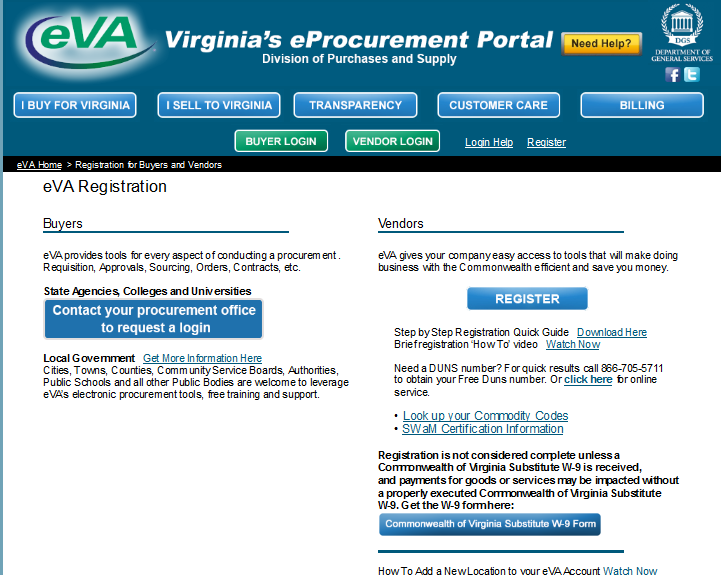 eVA
Virginia's eProcurement Portal
Division of Purchases and Supply
Need Help?
DGS
DEPARTMENT OF
GENERAL SERVICES
I BUY FOR VIRGINIA
I SELL TO VIRGINIA
TRANSPARENCY
CUSTOMER CARE
BILLING
BUYER LOGIN
VENDOR LOGIN
Login Help
Register
eVA Home > Registration for Buyers and Vendors
eVA Registration
Buyers
eVA provides tools for every aspect of conducting a procurement.
Requisition, Approvals, Sourcing, Orders, Contracts, etc.
State Agencies, Colleges and Universities
Contact your procurement office
to request a login
Local Government Get More Information Here
Cities, Towns, Counties, Community Service Boards, Authorities,
Public Schools and all other Public Bodies are welcome to leverage
eVA's electronic procurement tools, free training and support.
Vendors
eVA gives your company easy access to tools that will make doing
business with the Commonwealth efficient and save you money.
REGISTER
Step by Step Registration Quick Guide Download Here
Brief registration 'How To' video Watch Now
Need a DUNS number? For quick results call 866-705-5711
to obtain your Free Duns number. Or click here for online
service.
• Look up your Commodity Codes
• SWaM Certification Information
Registration is not considered complete unless a
Commonwealth of Virginia Substitute W-9 is received,
and payments for goods or services may be impacted without
a properly executed Commonwealth of Virginia Substitute
W-9. Get the W-9 form here:
Commonwealth of Virginia Substitute W-9 Form
How To Add a New Location to your eVA Account Watch Now